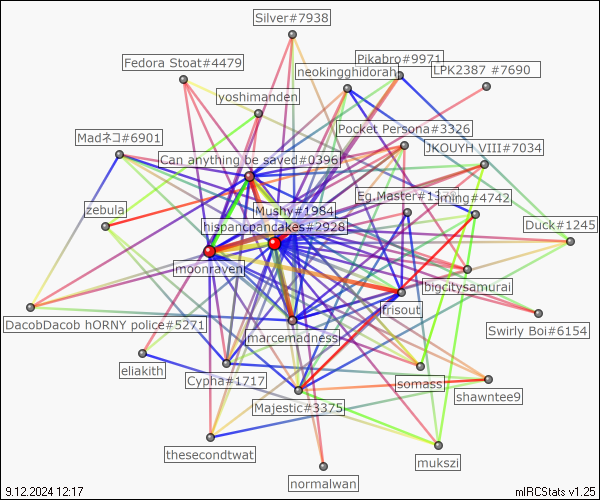 Silver#7938
Fedora Stoat#4479
Pikabro#9971
neokingghidorah
LPK2387 #7690
yoshimanden
Pocket Persona#3326
Madネコ#6901
JKOUYH VIII#7034
Can anything be saved#0396
Eg.Master#13
ming#4742
zebula
Mushy#1984
hispancpancakes#2928
Duck#1245
moonraven
bigcitysamurai
DacobDacob hORNY police#5271
frisout
Swirly Boi#6154
marcemadness
eliakith
Cypha#1717
somass
shawntee9
Majestic#3375
thesecondtwat
mukszi
normalwan
9.12.2024 12:17
mIRCStats v1.25